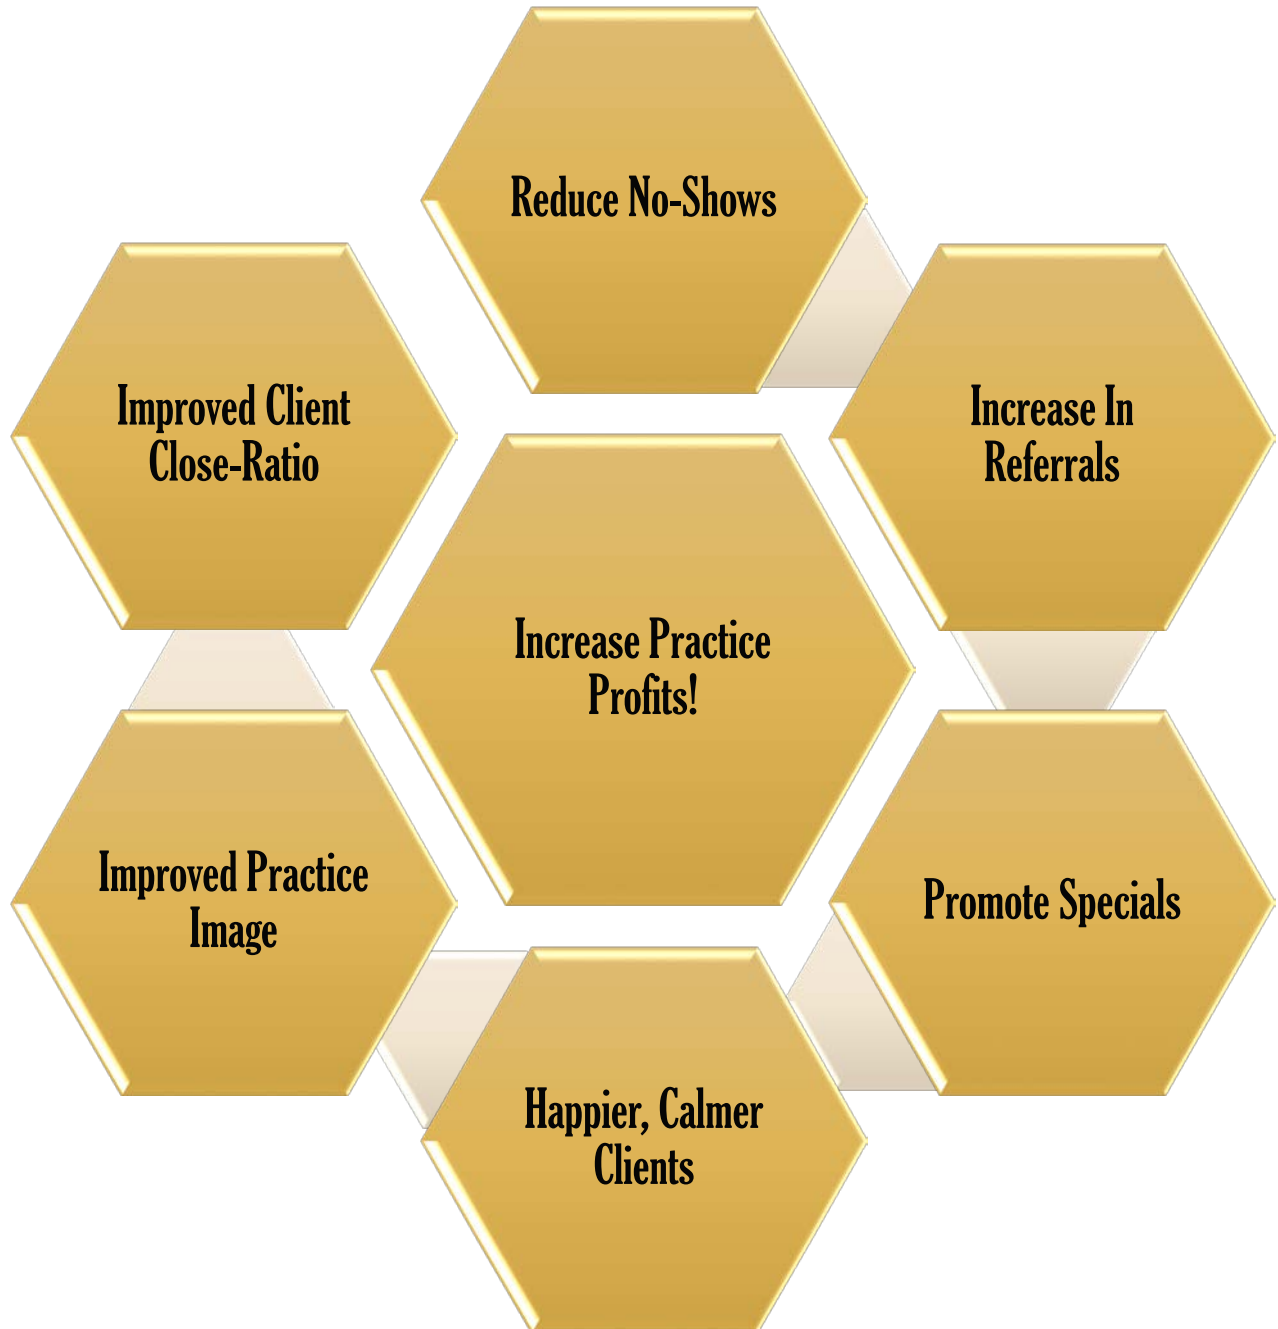 Reduce No-Shows
Improved Client
Close-Ratio
Increase In
Referrals
Increase Practice
Profits!
Improved Practice
Image
Promote Specials
Happier, Calmer
Clients